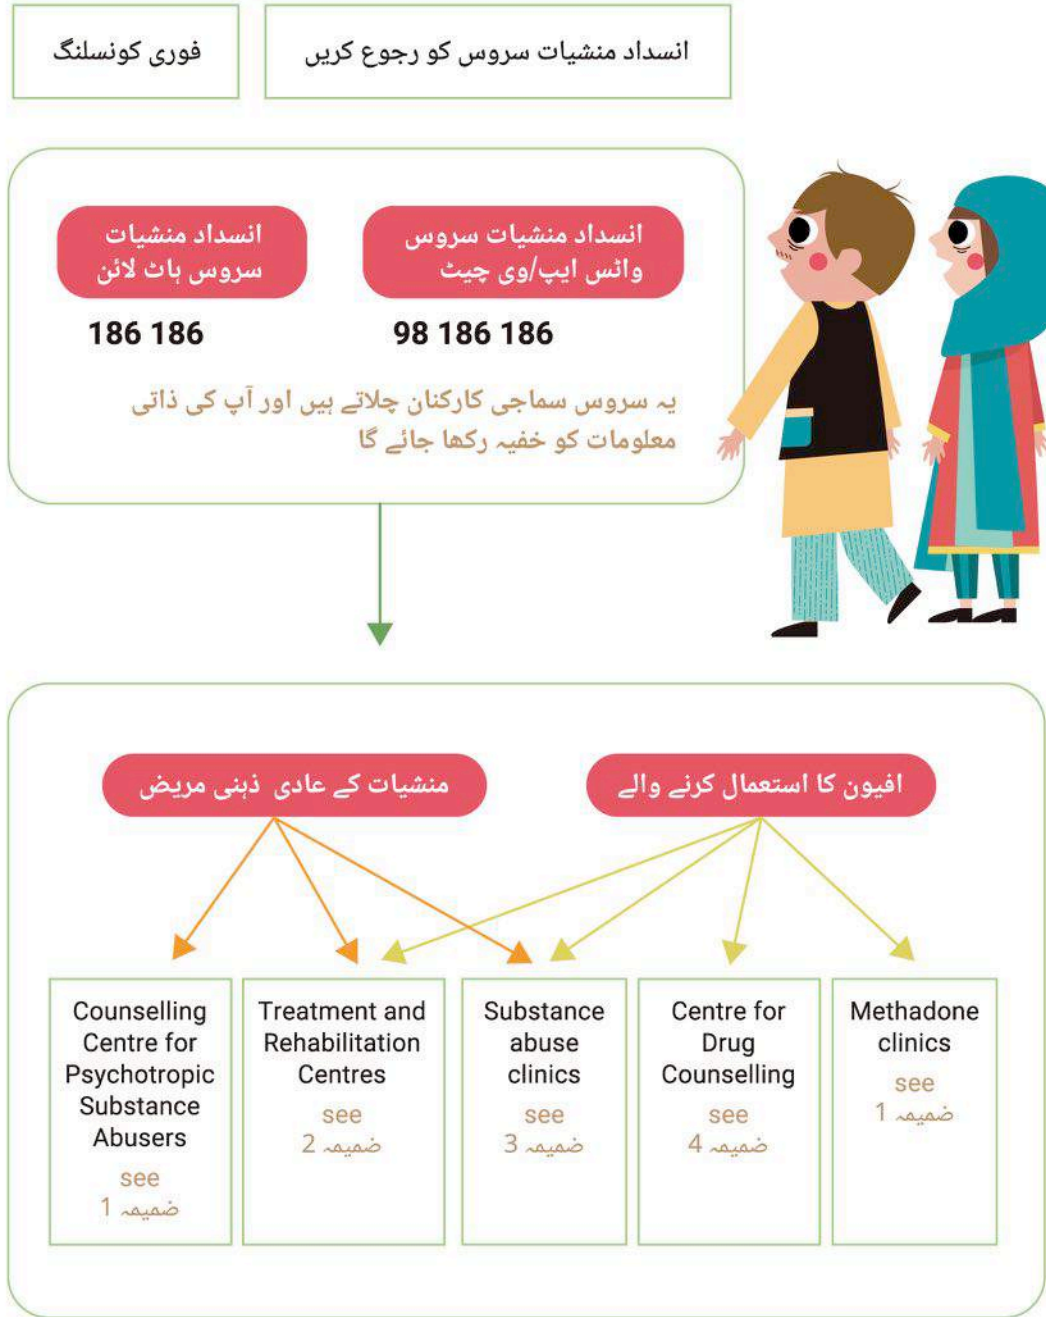 انسداد منشیات سروس کو رجوع کریں
فوری کونسلنگ
انسداد منشیات سروس
واٹس ایپ/وی چیٹ
98 186 186
انسداد منشیات
سروس ہاٹ لائن
186 186
یہ سروس سماجی کارکنان چلاتے ہیں اور آپ کی ذاتی
معلومات کو خفیہ رکھا جائے گا
افیون کا استعمال کرنے والے
منشیات کے عادی ذہنی مریض
Counselling
Centre for
Psychotropic
Substance
Abusers
see
ضمیمہ 1
Treatment and
Rehabilitation
Centres
see
ضمیمہ 2
Substance
abuse
clinics
see
ضمیمہ 3
Centre for
Drug
Counselling
see
ضمیمہ 4
Methadone
clinics
see
ضمیمہ 1